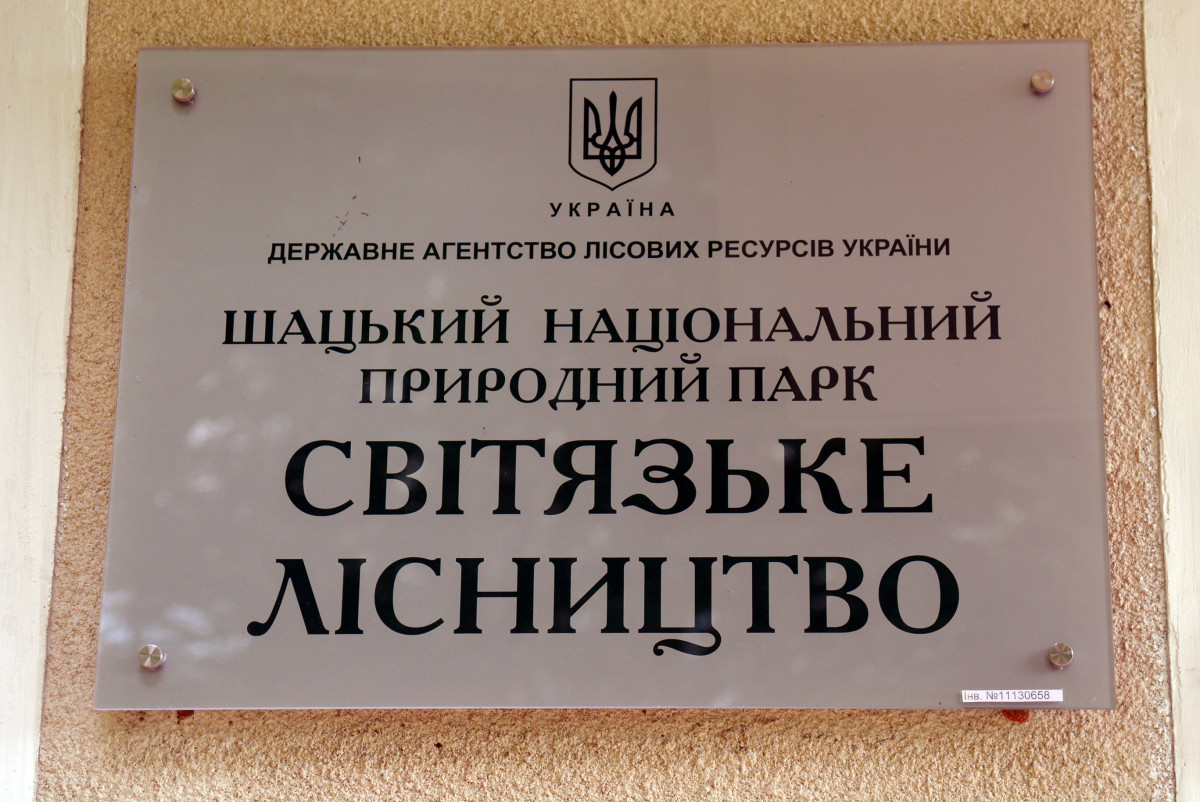 УКРАЇНА
ДЕРЖАВНЕ АГЕНТСТВО ЛІСОВИХ РЕСУРСІВ УКРАЇНИ
ШАЦЬКИЙ НАЦІОНАЛЬНИЙ
ПРИРОДНИЙ ПАРК
СВІТЯЗЬКЕ
ЛІСНИЦТВО
Інв. №11130658